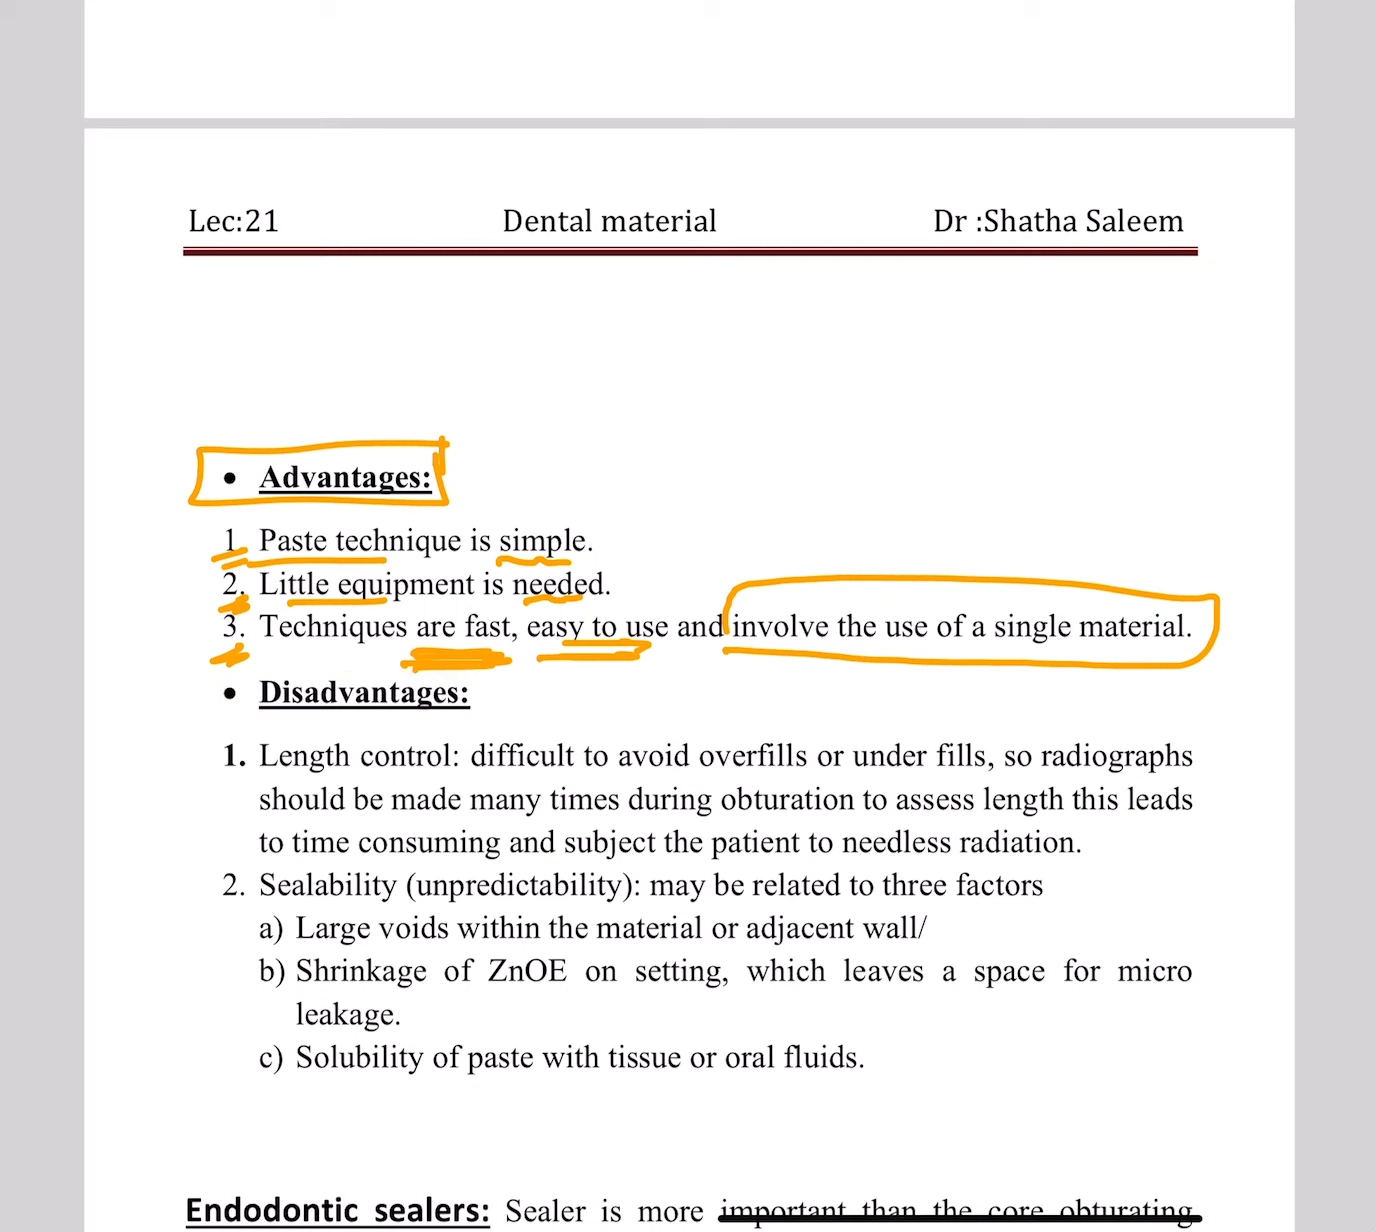 Lec:21 Dental material Dr :Shatha Saleem
• Advantages:
1. Paste technique is simple.
2. Little equipment is needed.
3. Techniques are fast, easy to use and involve the use of a single material.
• Disadvantages:
1. Length control: difficult to avoid overfills or under fills, so radiographs
should be made many times during obturation to assess length this leads
to time consuming and subject the patient to needless radiation.
2. Sealability (unpredictability): may be related to three factors
a) Large voids within the material or adjacent wall/
b) Shrinkage of ZnOE on setting, which leaves a space for micro
leakage.
c) Solubility of paste with tissue or oral fluids.
Endodontic sealers: Sealer is more important than the core obturating